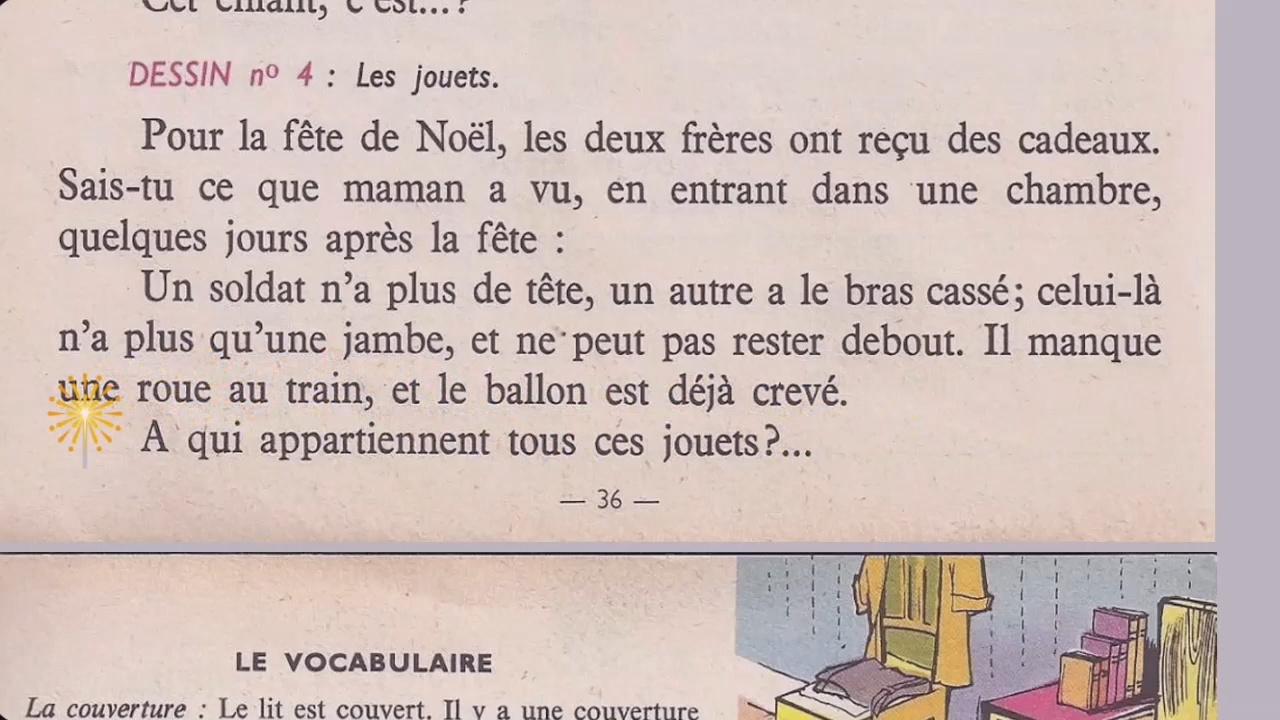 Cet enfant, c'est...?
DESSIN nº 4 : Les jouets.
Pour la fête de Noël, les deux frères ont reçu des cadeaux.
Sais-tu ce que maman a vu, en entrant dans une chambre,
quelques jours après la fête :
Un soldat n'a plus de tête, un autre a le bras cassé; celui-là
n'a plus qu'une jambe, et ne peut pas rester debout. Il manque
une roue au train, et le ballon est déjà crevé.
A qui appartiennent tous ces jouets?...
— 36 —
LE VOCABULAIRE
La couverture : Le lit est couvert. Il y a une couverture